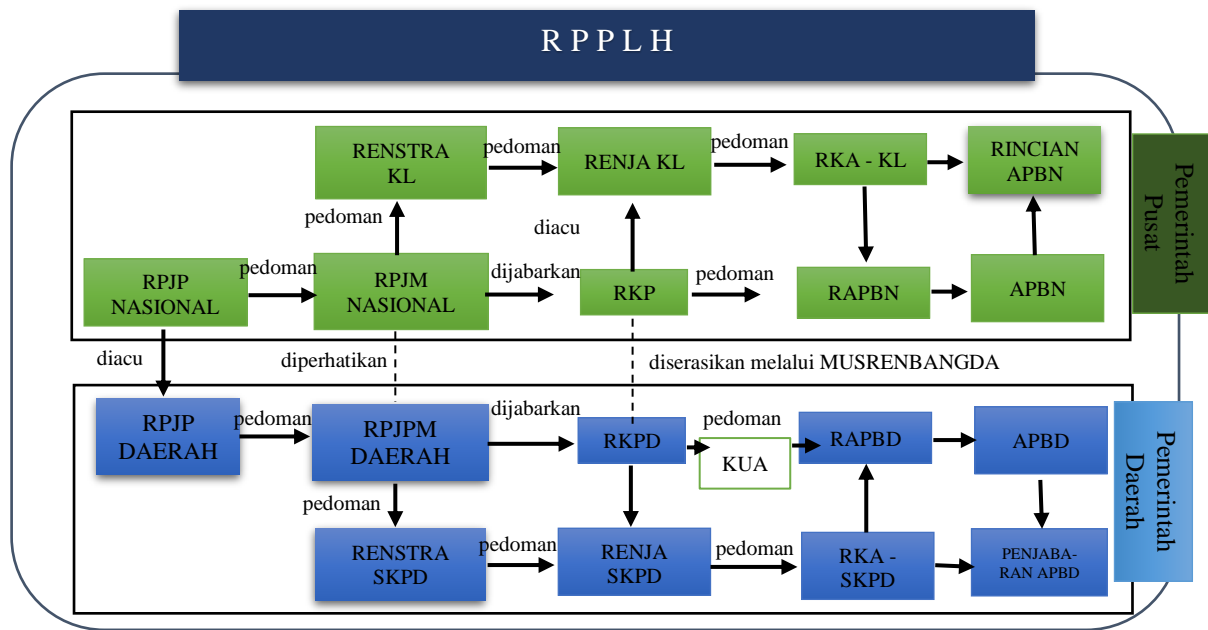 R P P L H
RENSTRA
KL
pedoman
RENJA KL
pedoman
RKA - KL
RINCIAN
APBN
Pemerintah
Pusat
pedoman
diacu
RPJP
NASIONAL
pedoman
RPJM
NASIONAL
dijabarkan
RKP
pedoman
RAPBN
APBN
diacu
diperhatikan
diserasikan melalui MUSRENBANGDA
RPJP
DAERAH
pedoman
RPJPM
DAERAH
dijabarkan
RKPD
pedoman
KUA
RAPBD
APBD
Pemerintah
Daerah
pedoman
RENSTRA
SKPD
pedoman
RENJA
SKPD
pedoman
RKA -
SKPD
PENJABA-
RAN APBD